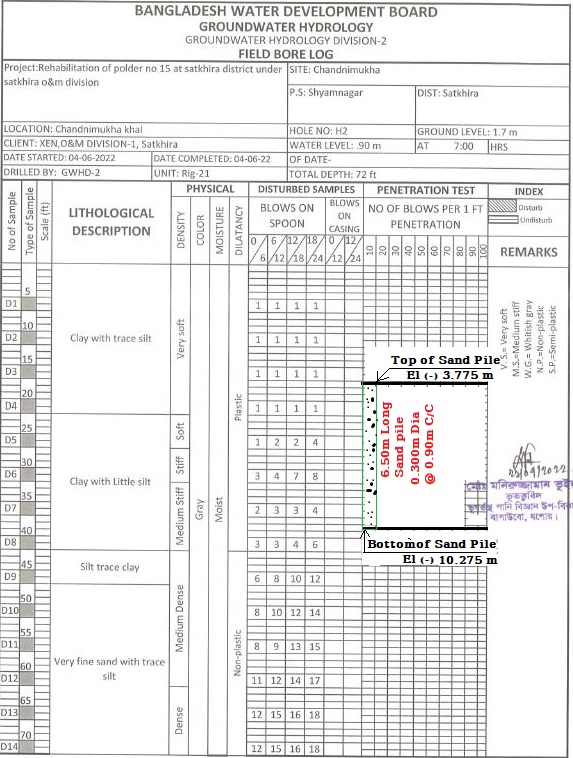 BANGLADESH WATER DEVELOPMENT BOARD
GROUNDWATER HYDROLOGY
GROUNDWATER HYDROLOGY DIVISION-2
FIELD BORE LOG
Project:Rehabilitation of polder no 15 at satkhira district under
satkhira o&m division
SITE: Chandnimukha
P.S: Shyamnagar
DIST: Satkhira
LOCATION: Chandnimukha khal
HOLE NO: H2
GROUND LEVEL: 1.7 m
CLIENT: XEN,O&M DIVISION-1, Satkhira
WATER LEVEL: .90 m
AT 7:00 HRS
DATE STARTED: 04-06-2022
DATE COMPLETED: 04-06-22
OF DATE-
DRILLED BY: GWHD-2
UNIT: Rig-21
TOTAL DEPTH: 72 ft
No of Sample
Type of Sample
Scale (ft)
LITHOLOGICAL
DESCRIPTION
PHYSICAL
DENSITY
COLOR
MOISTURE
DILATANCY
DISTURBED SAMPLES
BLOWS ON
SPOON
BLOWS
ON
CASING
0/6 6/12 12/18 18/24 0/12 12/24
PENETRATION TEST
NO OF BLOWS PER 1 FT
PENETRATION
10 20 30 40 50 60 70 80 90 100
INDEX
Disturb
Undisturb
REMARKS
V. S.= Very soft
M.S.=Medium stiff
W.G.= Whitish gray
N.P.=Non-plastic
S.P.=Semi-plastic
5
D1 1 1 1 1
10
D2 Clay with trace silt 1 1 1 1
Very soft
15
D3 1 1 1 1
20
D4 1 1 1 1
Plastic
25
D5 Soft 1 2 2 4
30
D6 Clay with Little silt Stiff 3 4 7 8
35
D7 2 3 3 4
Medium Stiff
Gray
Moist
40
D8 3 3 4 6
45
Silt trace clay
D9 6 8 10 12
50
D10 8 10 12 14
Medium Dense
55
D11 8 9 13 15
Non-plastic
60
Very fine sand with trace
silt
D12 11 12 14 17
65
D13 Dense 12 15 16 18
70
D14 12 15 16 18
Top of Sand Pile
El (-) 3.775 m
6.50m Long
Sand pile
0.300m Dia
@ 0.90m C/C
Bottom of Sand Pile
El (-) 10.275 m
মোঃ মনিরুজ্জামান ভূইয়া